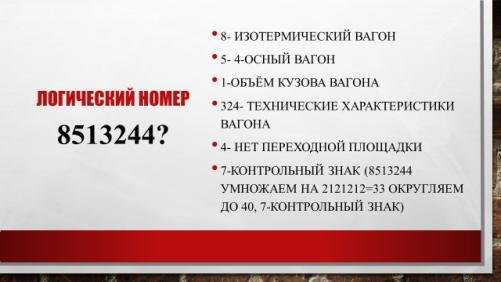 ЛОГИЧЕСКИЙ НОМЕР
8513244?
• 8- ИЗОТЕРМИЧЕСКИЙ ВАГОН
• 5- 4-ОСНЫЙ ВАГОН
• 1-ОБЪЁМ КУЗОВА ВАГОНА
• 324- ТЕХНИЧЕСКИЕ ХАРАКТЕРИСТИКИ
ВАГОНА
• 4- НЕТ ПЕРЕХОДНОЙ ПЛОЩАДКИ
• 7-КОНТРОЛЬНЫЙ ЗНАК (8513244
УМНОЖАЕМ НА 2121212=33 ОКРУГЛЯЕМ
ДО 40, 7-КОНТРОЛЬНЫЙ ЗНАК)